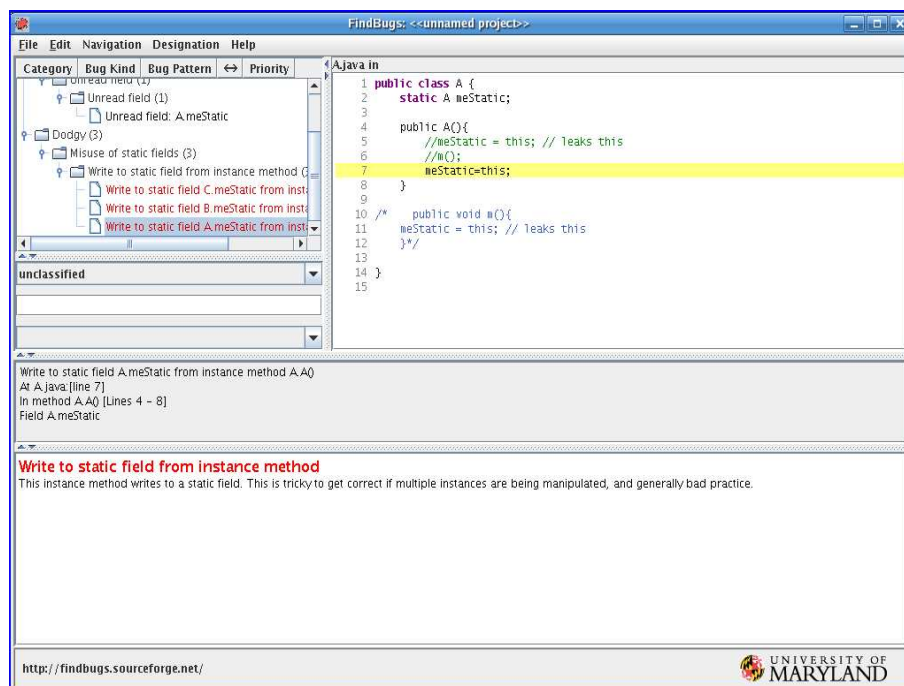 FindBugs: <<unnamed project>>
File Edit Navigation Designation Help
Category Bug Kind Bug Pattern ↔ Priority
Unread field (1)
Unread field (1)
Unread field: A.meStatic
Dodgy (3)
Misuse of static fields (3)
Write to static field from instance method (
Write to static field C.meStatic from inst
Write to static field B.meStatic from inst
Write to static field A.meStatic from inst
unclassified
A.java in
1 public class A {
2 static A meStatic;
3
4 public A(){
5 //meStatic = this; // leaks this
6 //m();
7 meStatic=this;
8 }
9
10 /* public void m(){
11 meStatic = this; // leaks this
12 }*/
13
14 }
15
Write to static field A.meStatic from instance method A.A()
At A.java:[line 7]
In method A.A() [Lines 4 - 8]
Field A.meStatic
Write to static field from instance method
This instance method writes to a static field. This is tricky to get correct if multiple instances are being manipulated, and generally bad practice.
http://findbugs.sourceforge.net/
UNIVERSITY OF
MARYLAND